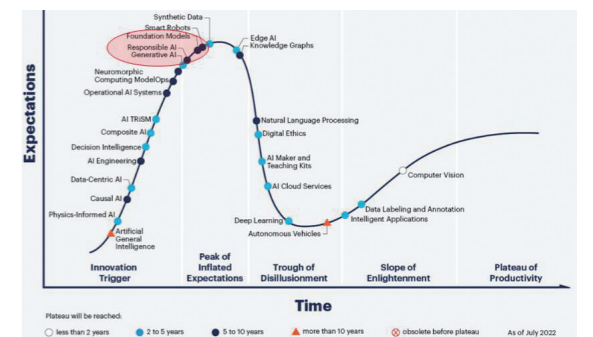 Expectations
Synthetic Data
Smart Robots
Foundation Models
Responsible AI
Generative AI
Neuromorphic
Computing ModelOps
Operational AI Systems
AI TRiSM
Composite AI
Decision Intelligence
AI Engineering
Data-Centric AI
Causal AI
Physics-Informed AI
Artificial
General
Intelligence
Edge AI
Knowledge Graphs
Natural Language Processing
Digital Ethics
AI Maker and
Teaching Kits
AI Cloud Services
Deep Learning
Autonomous Vehicles
Computer Vision
Data Labeling and Annotation
Intelligent Applications
Innovation
Trigger
Peak of
Inflated
Expectations
Trough of
Disillusionment
Slope of
Enlightenment
Plateau of
Productivity
Time
Plateau will be reached:
less than 2 years
2 to 5 years
5 to 10 years
more than 10 years
obsolete before plateau
As of July 2022